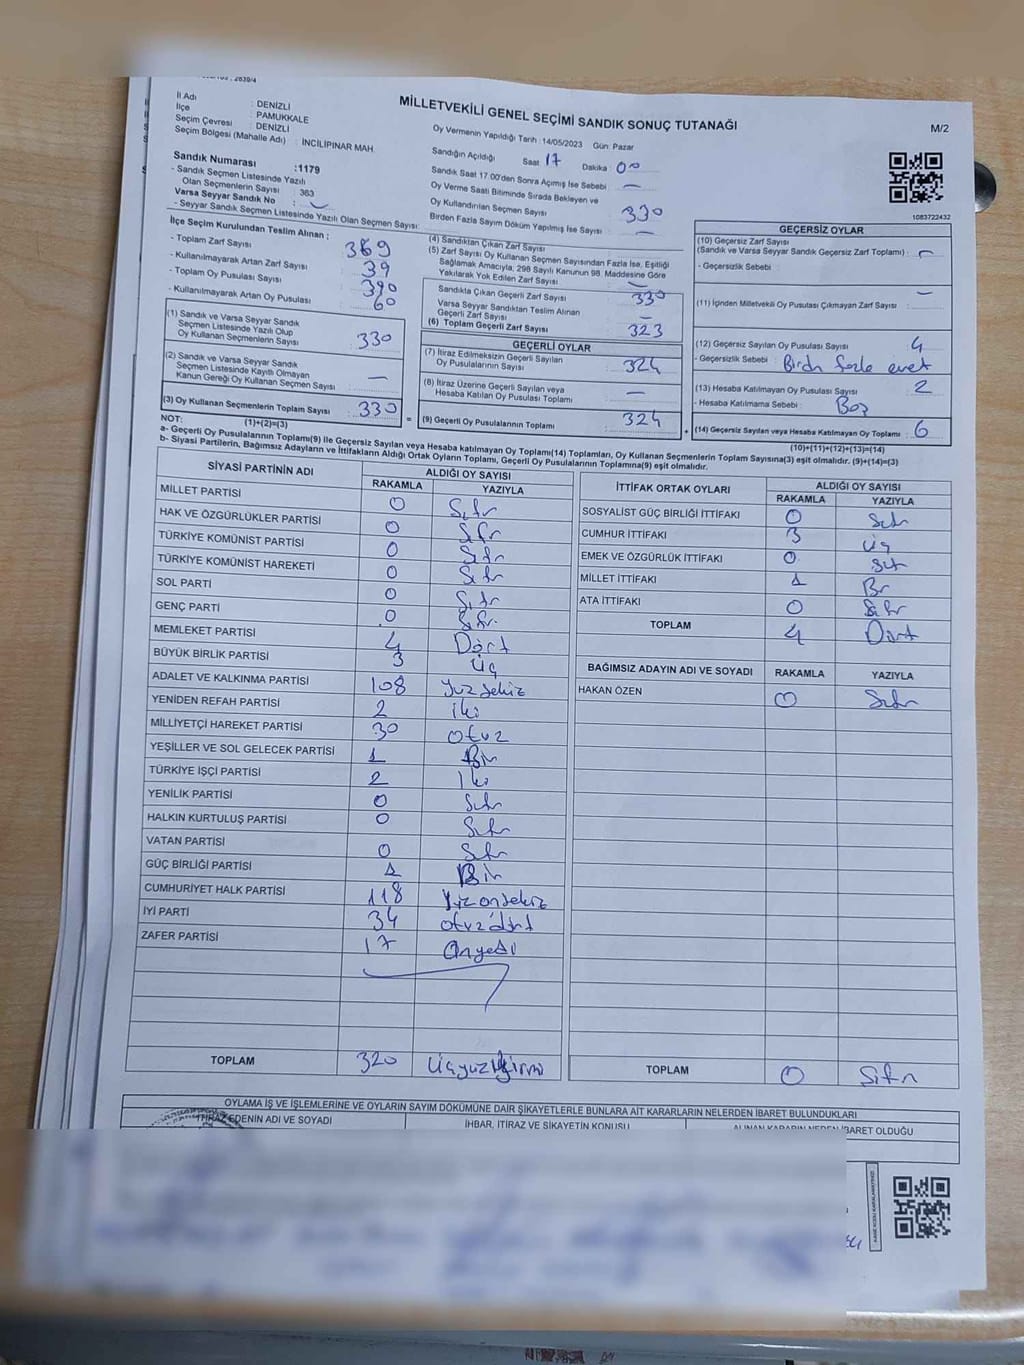 MİLLETVEKİLİ GENEL SEÇİMİ SANDIK SONUÇ TUTANAĞI
M/2
İl Adı : DENİZLİ
İlçe : PAMUKKALE
Seçim Çevresi : DENİZLİ
Seçim Bölgesi (Mahalle Adı) : İNCİLİPINAR MAH.
Sandık Numarası : 1179
- Sandık Seçmen Listesinde Yazılı
Olan Seçmenlerin Sayısı : 363
Varsa Seyyar Sandık No :
- Seyyar Sandık Seçmen Listesinde Yazılı Olan Seçmen Sayısı:
Oy Vermenin Yapıldığı Tarih : 14/05/2023 Gün: Pazar
Sandığın Açıldığı Saat : 17 Dakika : 00
Sandık Saat 17.00'den Sonra Açımış İse Sebebi : —
Oy Verme Saati Bitiminde Sırada Bekleyen ve
Oy Kullandırılan Seçmen Sayısı : 330
Birden Fazla Sayım Döküm Yapılmış İse Sayısı : —
1083722432
İlçe Seçim Kurulundan Teslim Alınan :
- Toplam Zarf Sayısı 369
- Kullanılmayarak Artan Zarf Sayısı 39
- Toplam Oy Pusulası Sayısı 390
- Kullanılmayarak Artan Oy Pusulası 60
(1) Sandık ve Varsa Seyyar Sandık
Seçmen Listesinde Yazılı Olup
Oy Kullanan Seçmenlerin Sayısı : 330
(2) Sandık ve Varsa Seyyar Sandık
Seçmen Listesinde Kayıtlı Olmayan
Kanun Gereği Oy Kullanan Seçmen Sayısı : —
(3) Oy Kullanan Seçmenlerin Toplam Sayısı : 330
(1)+(2)=(3)
(4) Sandıktan Çıkan Zarf Sayısı :
(5) Zarf Sayısı Oy Kullanan Seçmen Sayısından Fazla İse, Eşitliği
Sağlamak Amacıyla, 298 Sayılı Kanunun 98. Maddesine Göre
Yakılarak Yok Edilen Zarf Sayısı : —
Sandıkta Çıkan Geçerli Zarf Sayısı : 330
Varsa Seyyar Sandıktan Teslim Alınan
Geçerli Zarf Sayısı : —
(6) Toplam Geçerli Zarf Sayısı : 323
GEÇERLİ OYLAR
(7) İtiraz Edilmeksizin Geçerli Sayılan
Oy Pusulalarının Sayısı : 324
(8) İtiraz Üzerine Geçerli Sayılan veya
Hesaba Katılan Oy Pusulası Toplamı : —
= (9) Geçerli Oy Pusulalarının Toplamı : 324 +
GEÇERSİZ OYLAR
(10) Geçersiz Zarf Sayısı
(Sandık ve Varsa Seyyar Sandık Geçersiz Zarf Toplamı) : —
- Geçersizlik Sebebi :
(11) İçinden Milletvekili Oy Pusulası Çıkmayan Zarf Sayısı : —
(12) Geçersiz Sayılan Oy Pusulası Sayısı : 4
- Geçersizlik Sebebi : Birdn fazla evet
(13) Hesaba Katılmayan Oy Pusulası Sayısı : 2
- Hesaba Katılmama Sebebi : Boş
(14) Geçersiz Sayılan veya Hesaba Katılmayan Oy Toplamı : 6
(10)+(11)+(12)+(13)=(14)
NOT:
a- Geçerli Oy Pusulalarının Toplamı(9) ile Geçersiz Sayılan veya Hesaba katılmayan Oy Toplamı(14) Toplamları, Oy Kullanan Seçmenlerin Toplam Sayısına(3) eşit olmalıdır. (9)+(14)=(3)
b- Siyasi Partilerin, Bağımsız Adayların ve İttifakların Aldığı Ortak Oyların Toplamı, Geçerli Oy Pusulalarının Toplamına(9) eşit olmalıdır.
SİYASİ PARTİNİN ADI ALDIĞI OY SAYISI
RAKAMLA YAZIYLA
MİLLET PARTİSİ 0 Sıfır
HAK VE ÖZGÜRLÜKLER PARTİSİ 0 Sıfır
TÜRKİYE KOMÜNİST PARTİSİ 0 Sıfır
TÜRKİYE KOMÜNİST HAREKETİ 0 Sıfır
SOL PARTİ 0 Sıfır
GENÇ PARTİ 0 Sıfır
MEMLEKET PARTİSİ 4 Dört
BÜYÜK BİRLİK PARTİSİ 3 üç
ADALET VE KALKINMA PARTİSİ 108 yüz sekiz
YENİDEN REFAH PARTİSİ 2 iki
MİLLİYETÇİ HAREKET PARTİSİ 30 otuz
YEŞİLLER VE SOL GELECEK PARTİSİ 1 Bir
TÜRKİYE İŞÇİ PARTİSİ 2 İki
YENİLİK PARTİSİ 0 Sıfır
HALKIN KURTULUŞ PARTİSİ 0 Sıfır
VATAN PARTİSİ 0 Sıfır
GÜÇ BİRLİĞİ PARTİSİ 1 Bir
CUMHURİYET HALK PARTİSİ 118 Yüz onsekiz
İYİ PARTİ 34 otuz dört
ZAFER PARTİSİ 17 Onyedi
TOPLAM 320 üçyüz yirmi
İTTİFAK ORTAK OYLARI ALDIĞI OY SAYISI
RAKAMLA YAZIYLA
SOSYALİST GÜÇ BİRLİĞİ İTTİFAKI 0 Sıfır
CUMHUR İTTİFAKI 3 üç
EMEK VE ÖZGÜRLÜK İTTİFAKI 0 Sıfır
MİLLET İTTİFAKI 1 Bir
ATA İTTİFAKI 0 Sıfır
TOPLAM 4 Dört
BAĞIMSIZ ADAYIN ADI VE SOYADI RAKAMLA YAZIYLA
HAKAN ÖZEN 0 Sıfır
TOPLAM 0 Sıfır
OYLAMA İŞ VE İŞLEMLERİNE VE OYLARIN SAYIM DÖKÜMÜNE DAİR ŞİKAYETLERLE BUNLARA AİT KARARLARIN NELERDEN İBARET BULUNDUKLARI
İTİRAZ EDENİN ADI VE SOYADI İHBAR, İTİRAZ VE ŞİKAYETİN KONUSU ALINAN KARARIN NEDEN İBARET OLDUĞU